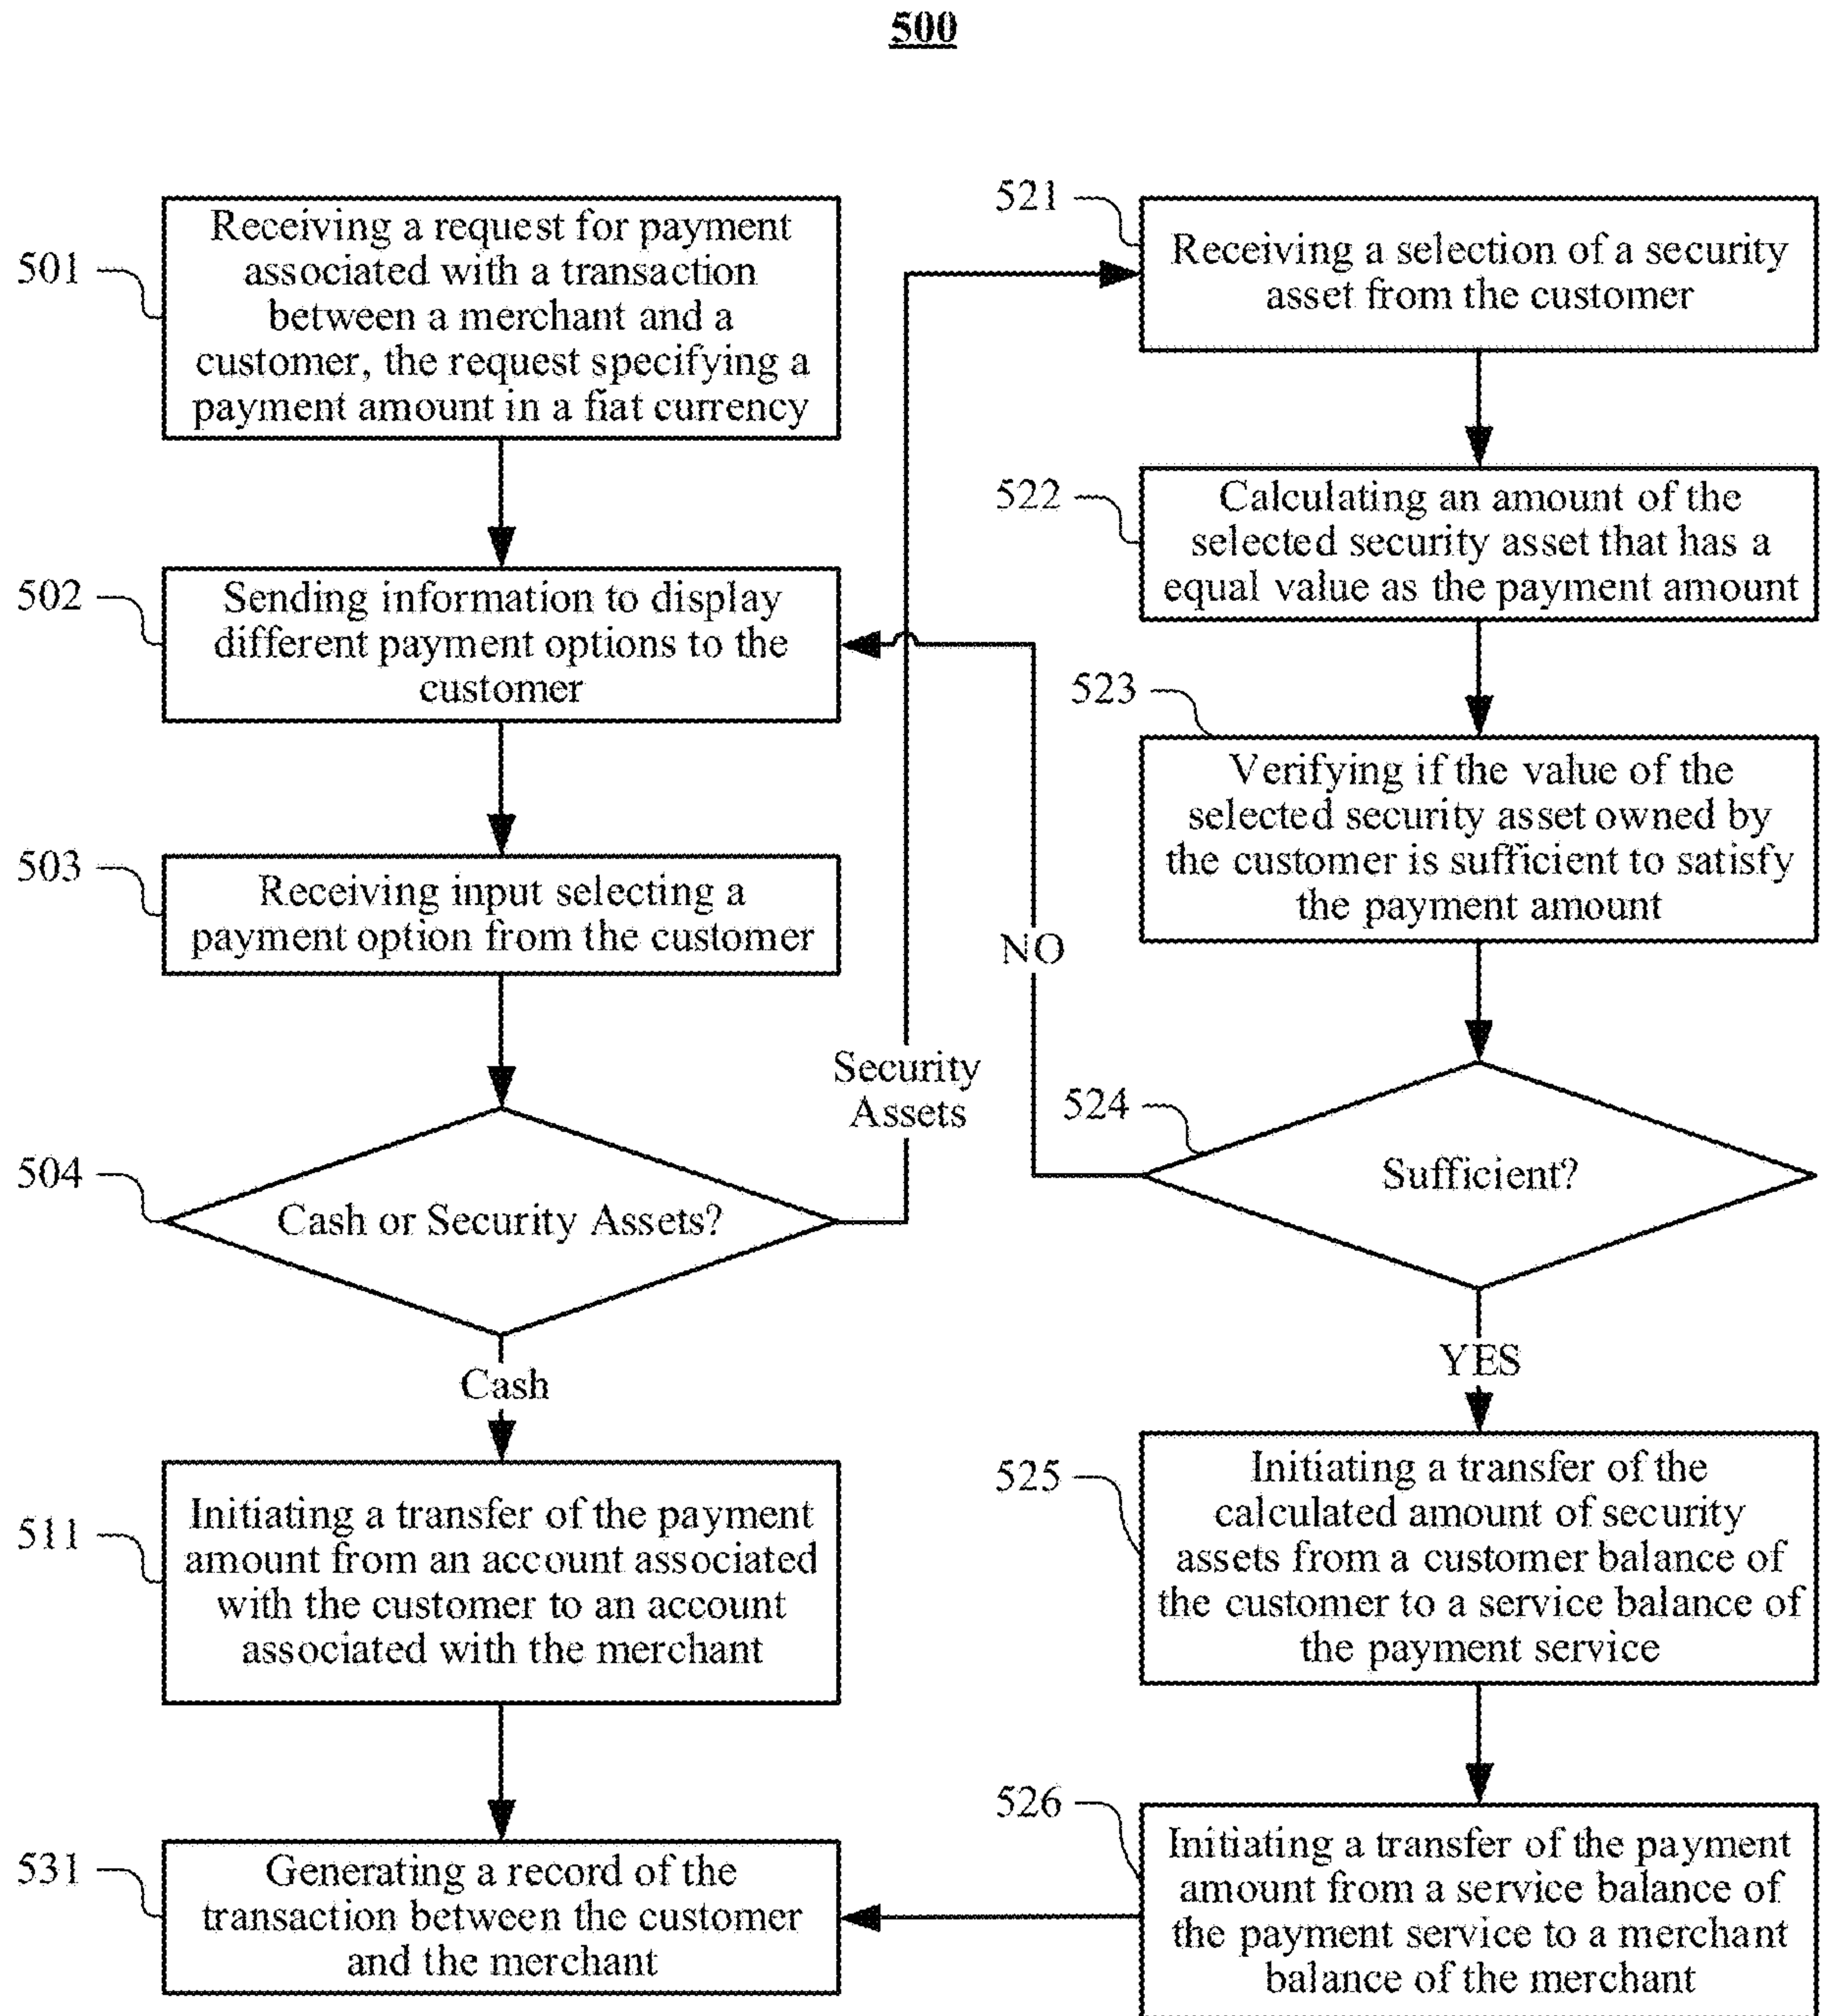 500
501
Receiving a request for payment
associated with a transaction
between a merchant and a
customer, the request specifying a
payment amount in a fiat currency
502
Sending information to display
different payment options to the
customer
503
Receiving input selecting a
payment option from the customer
504
Cash or Security Assets?
Security
Assets
Cash
511
Initiating a transfer of the payment
amount from an account associated
with the customer to an account
associated with the merchant
531
Generating a record of the
transaction between the customer
and the merchant
521
Receiving a selection of a security
asset from the customer
522
Calculating an amount of the
selected security asset that has a
equal value as the payment amount
523
Verifying if the value of the
selected security asset owned by
the customer is sufficient to satisfy
the payment amount
NO
524
Sufficient?
YES
525
Initiating a transfer of the
calculated amount of security
assets from a customer balance of
the customer to a service balance of
the payment service
526
Initiating a transfer of the payment
amount from a service balance of
the payment service to a merchant
balance of the merchant